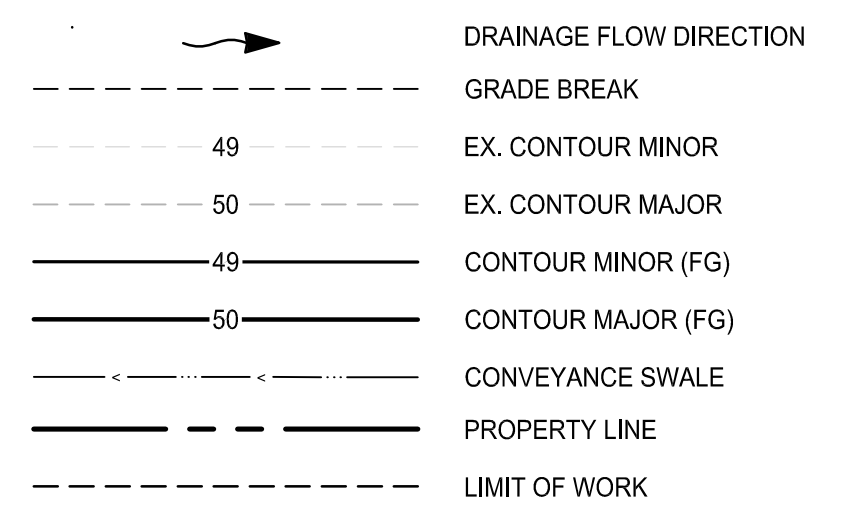 DRAINAGE FLOW DIRECTION
GRADE BREAK
49 EX. CONTOUR MINOR
50 EX. CONTOUR MAJOR
49 CONTOUR MINOR (FG)
50 CONTOUR MAJOR (FG)
CONVEYANCE SWALE
PROPERTY LINE
LIMIT OF WORK